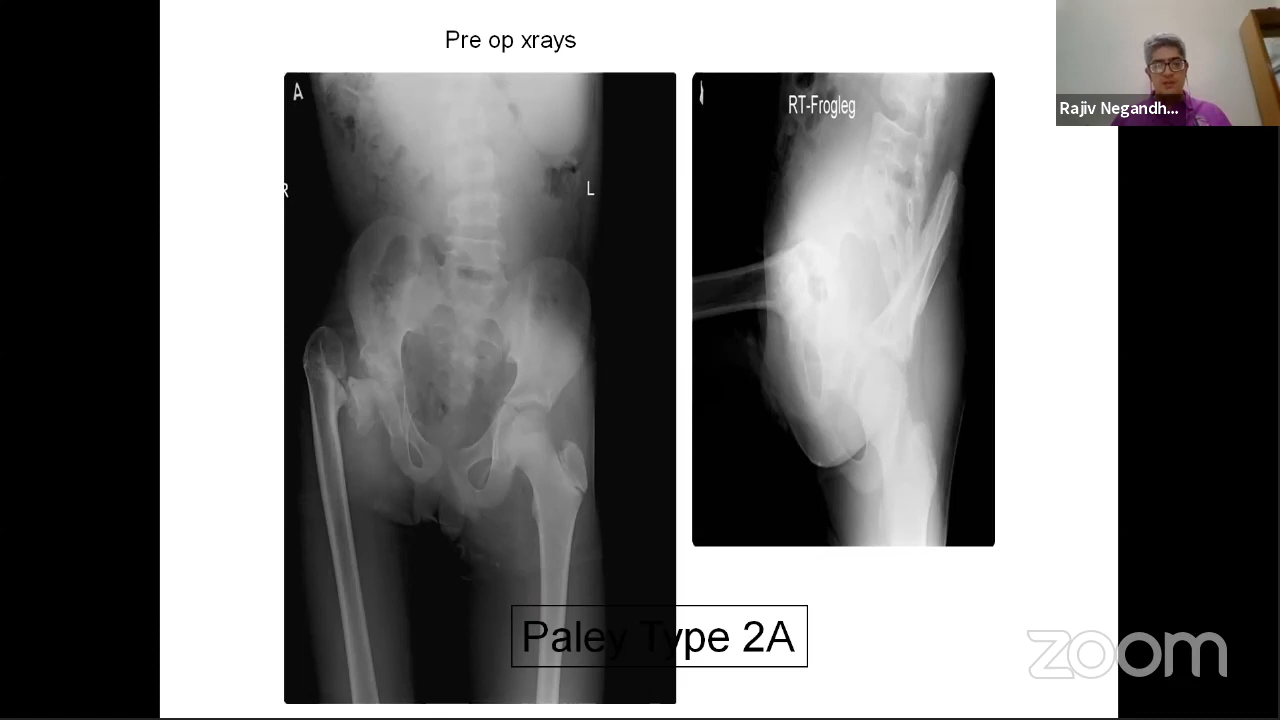 Pre op xrays
A
R
L
RT-Frogleg
Paley Type 2A
Rajiv Negandh...
zoom